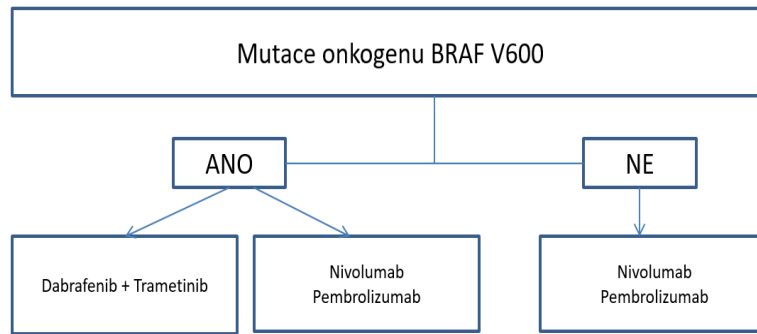 Mutace onkogenu BRAF V600
ANO
NE
Dabrafenib + Trametinib
Nivolumab
Pembrolizumab
Nivolumab
Pembrolizumab